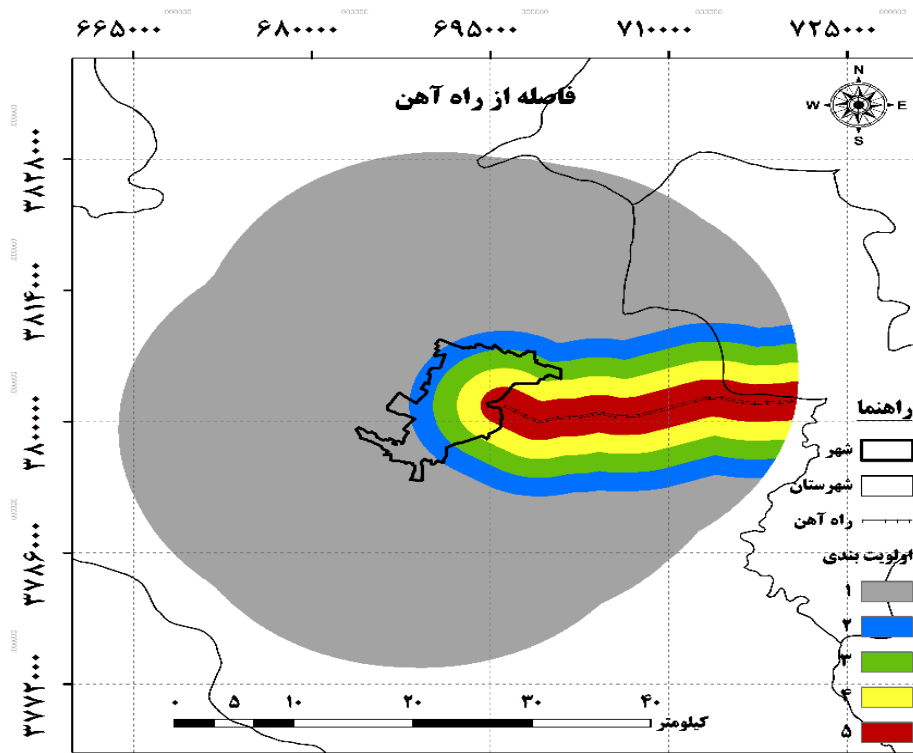 ۶۶۵۰۰۰ ۶۸۰۰۰۰ ۶۹۵۰۰۰ ۷۱۰۰۰۰ ۷۲۵۰۰۰
فاصله از راه آهن
N
W E
S
۳۸۲۸۰۰۰
۳۸۱۴۰۰۰
۳۸۰۰۰۰۰
۳۷۸۶۰۰۰
۳۷۷۲۰۰۰
راهنما
شهر
شهرستان
راه آهن
اولویت بندی
۱
۲
۳
۴
۵
۰ ۵ ۱۰ ۲۰ ۳۰ ۴۰
کیلومتر